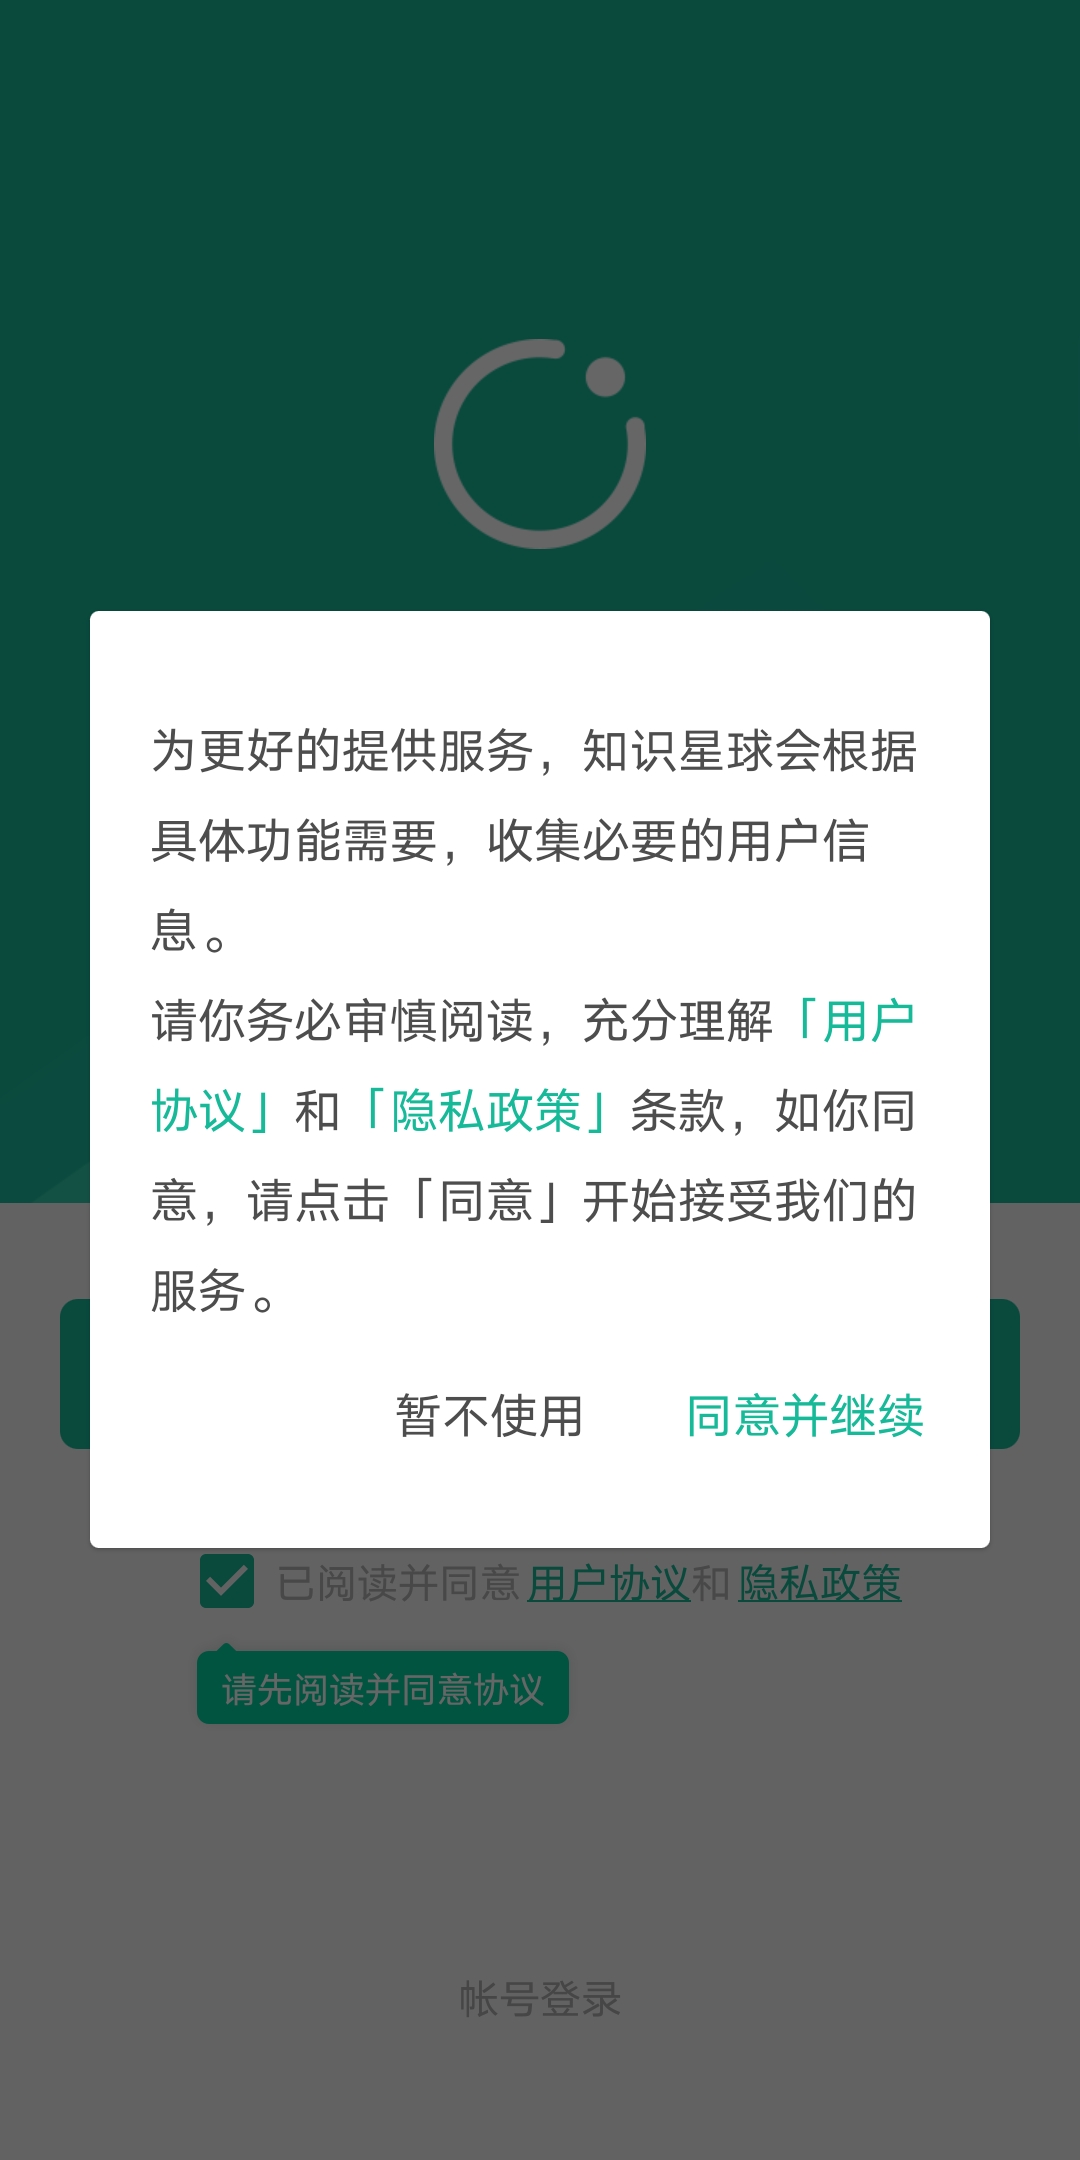 为更好的提供服务，知识星球会根据
具体功能需要，收集必要的用户信
息。
请你务必审慎阅读，充分理解「用户
协议」和「隐私政策」条款，如你同
意，请点击「同意」开始接受我们的
服务。
暂不使用 同意并继续
已阅读并同意 用户协议和 隐私政策
请先阅读并同意协议
帐号登录